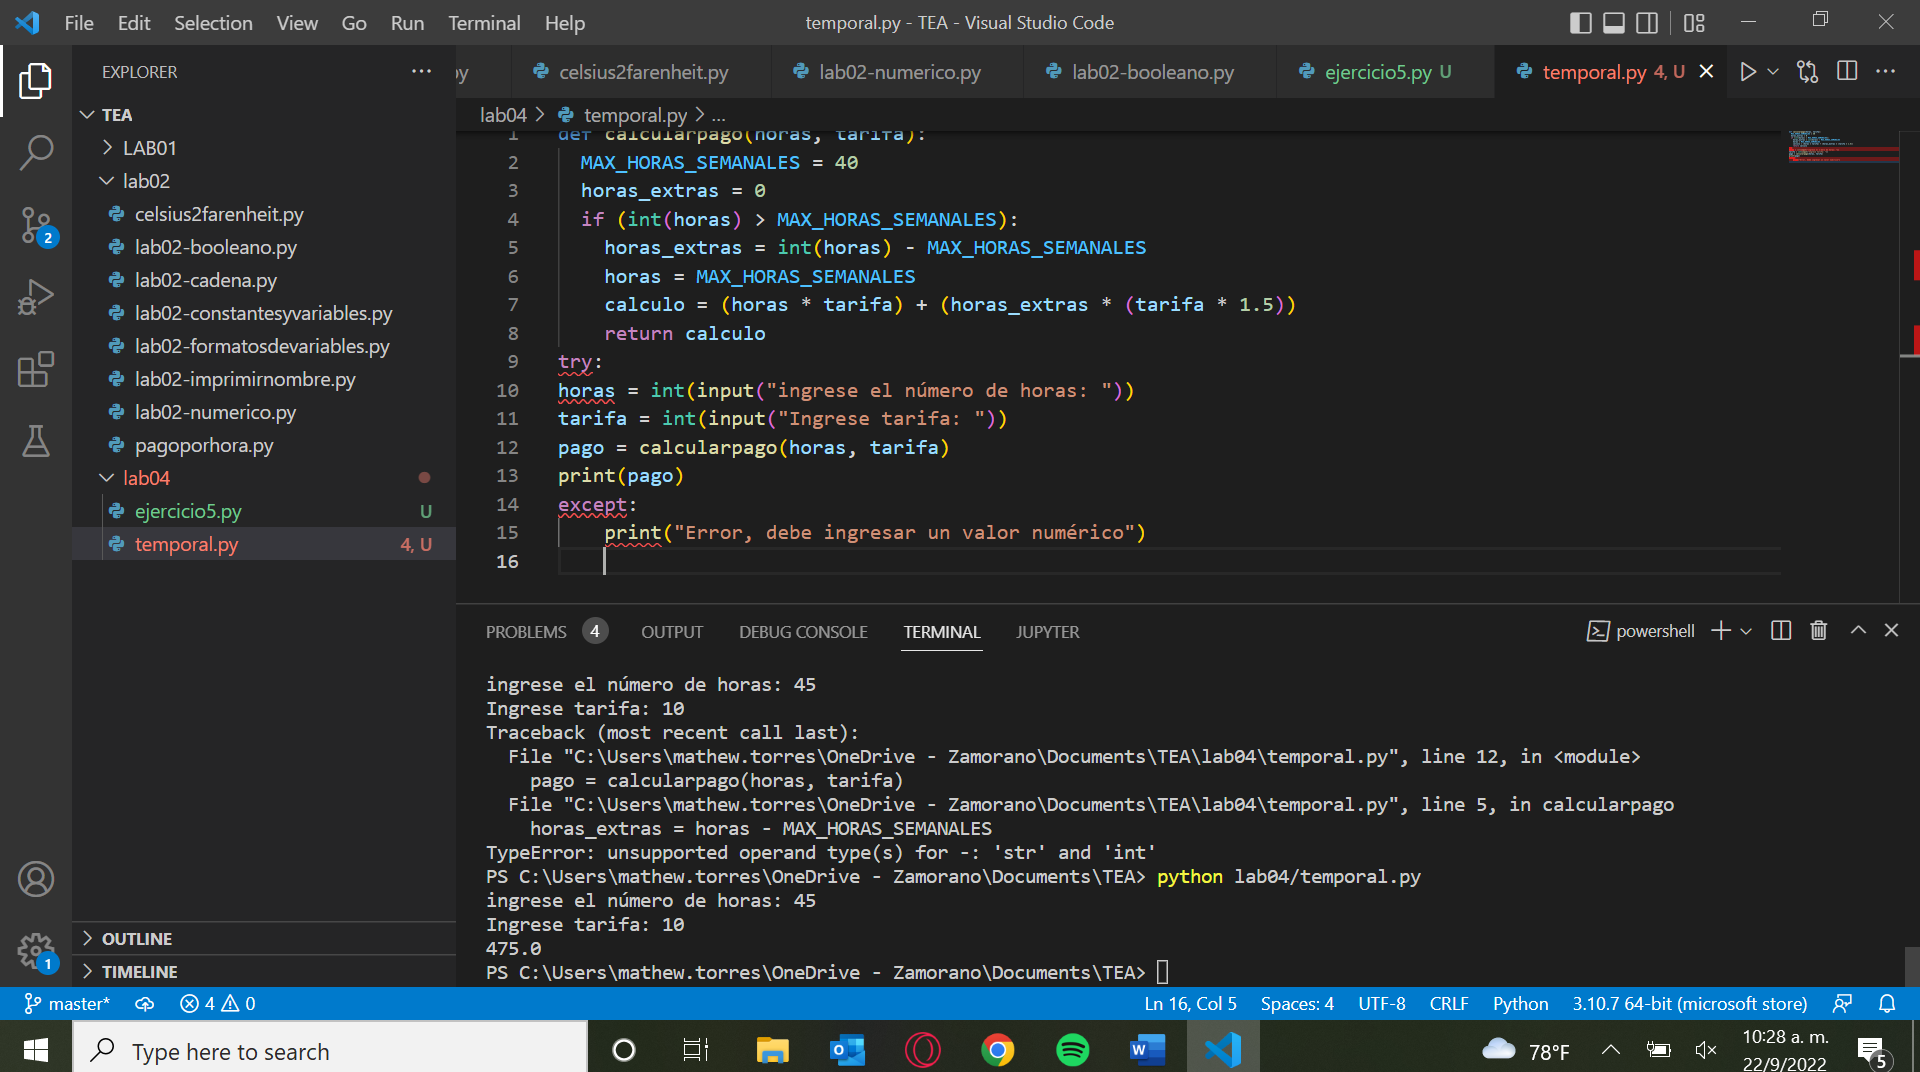 File Edit Selection View Go Run Terminal Help
temporal.py - TEA - Visual Studio Code
EXPLORER
py celsius2farenheit.py lab02-numerico.py lab02-booleano.py ejercicio5.py U temporal.py 4, U
TEA
LAB01
lab02
celsius2farenheit.py
lab02-booleano.py
lab02-cadena.py
lab02-constantesyvariables.py
lab02-formatosdevariables.py
lab02-imprimirnombre.py
lab02-numerico.py
pagoporhora.py
lab04
ejercicio5.py U
temporal.py 4, U
OUTLINE
TIMELINE
2
1
lab04 > temporal.py > ...
1 def calcularpago(horas, tarifa):
2 MAX_HORAS_SEMANALES = 40
3 horas_extras = 0
4 if (int(horas) > MAX_HORAS_SEMANALES):
5 horas_extras = int(horas) - MAX_HORAS_SEMANALES
6 horas = MAX_HORAS_SEMANALES
7 calculo = (horas * tarifa) + (horas_extras * (tarifa * 1.5))
8 return calculo
9 try:
10 horas = int(input("ingrese el número de horas: "))
11 tarifa = int(input("Ingrese tarifa: "))
12 pago = calcularpago(horas, tarifa)
13 print(pago)
14 except:
15 print("Error, debe ingresar un valor numérico")
16
PROBLEMS 4 OUTPUT DEBUG CONSOLE TERMINAL JUPYTER
powershell
ingrese el número de horas: 45
Ingrese tarifa: 10
Traceback (most recent call last):
File "C:\Users\mathew.torres\OneDrive - Zamorano\Documents\TEA\lab04\temporal.py", line 12, in <module>
pago = calcularpago(horas, tarifa)
File "C:\Users\mathew.torres\OneDrive - Zamorano\Documents\TEA\lab04\temporal.py", line 5, in calcularpago
horas_extras = horas - MAX_HORAS_SEMANALES
TypeError: unsupported operand type(s) for -: 'str' and 'int'
PS C:\Users\mathew.torres\OneDrive - Zamorano\Documents\TEA> python lab04/temporal.py
ingrese el número de horas: 45
Ingrese tarifa: 10
475.0
PS C:\Users\mathew.torres\OneDrive - Zamorano\Documents\TEA>
master* 4 0
Ln 16, Col 5 Spaces: 4 UTF-8 CRLF Python 3.10.7 64-bit (microsoft store)
Type here to search
78°F
10:28 a. m.
22/9/2022
5